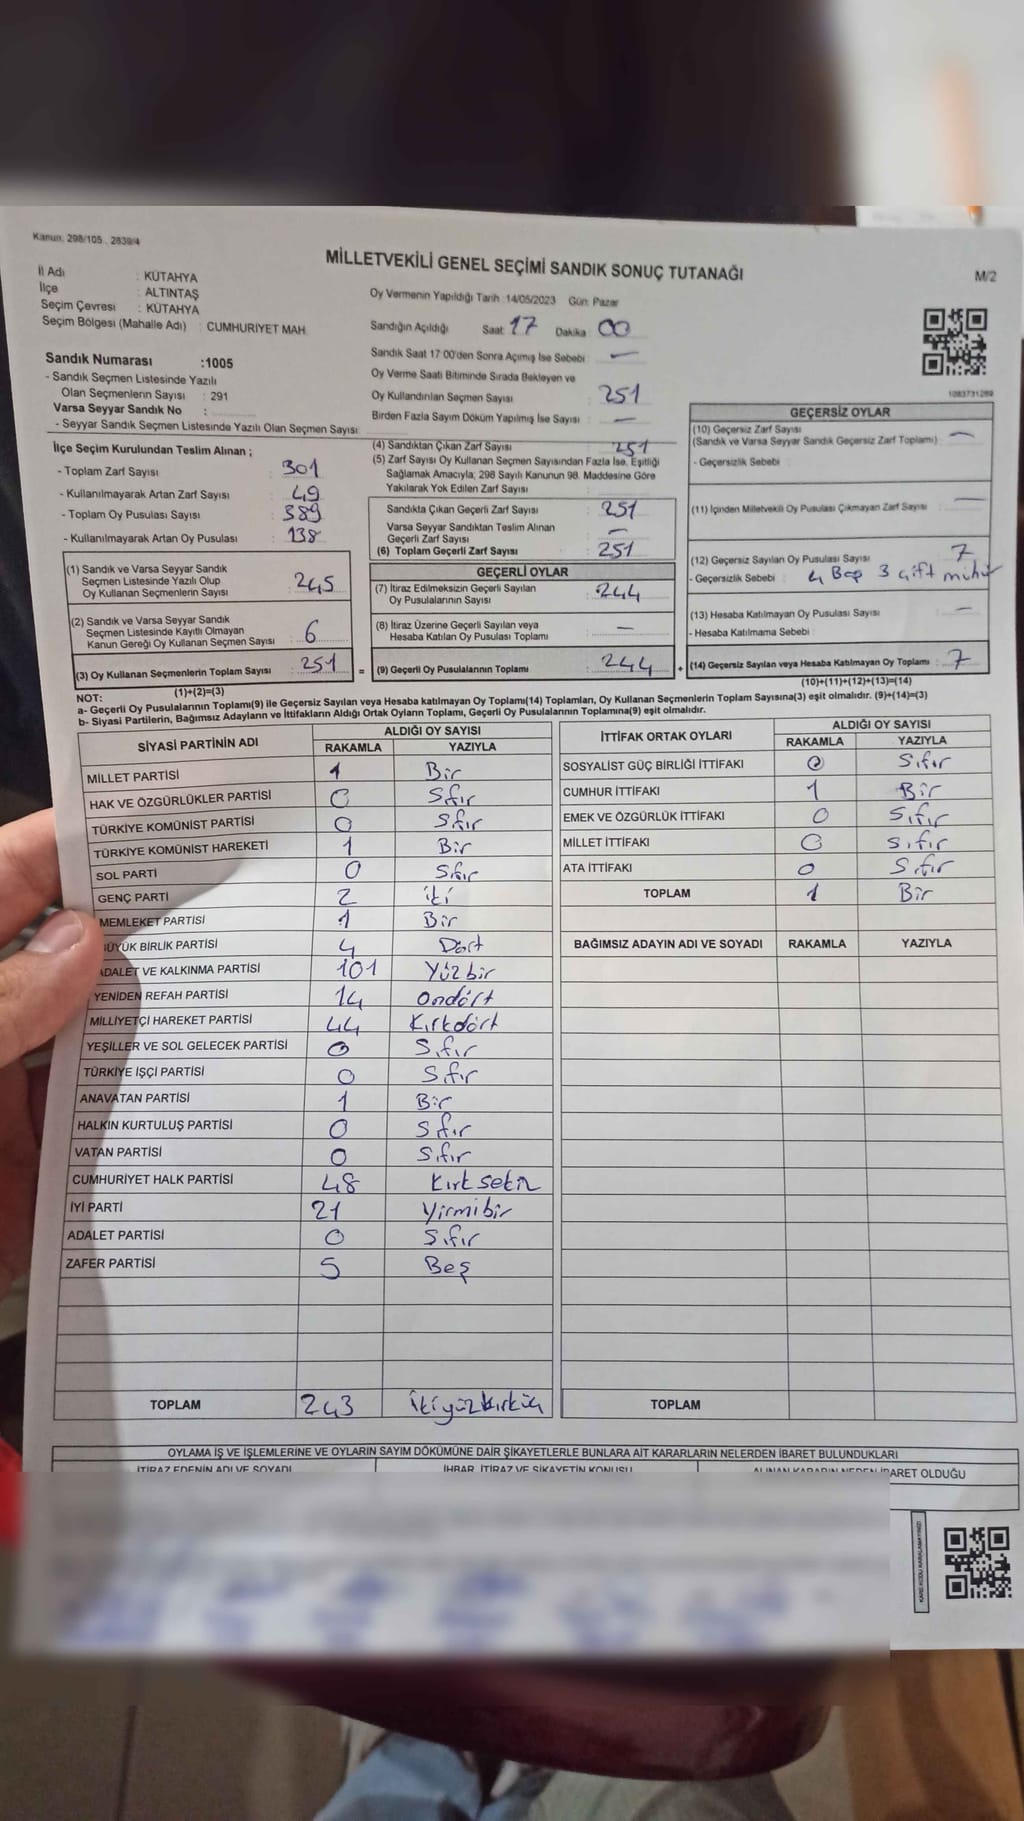 Kanun: 298/105., 2839/4
MİLLETVEKİLİ GENEL SEÇİMİ SANDIK SONUÇ TUTANAĞI
M/2
İl Adı : KÜTAHYA
İlçe : ALTINTAŞ
Seçim Çevresi : KÜTAHYA
Seçim Bölgesi (Mahalle Adı) : CUMHURİYET MAH
Oy Vermenin Yapıldığı Tarih :14/05/2023 Gün: Pazar
Sandığın Açıldığı Saat: 17 Dakika : 00
Sandık Saat 17:00'den Sonra Açımış İse Sebebi : —
Oy Verme Saati Bitiminde Sırada Bekleyen ve
Oy Kullandırılan Seçmen Sayısı : 251
Birden Fazla Sayım Döküm Yapılmış İse Sayısı : —
Sandık Numarası :1005
- Sandık Seçmen Listesinde Yazılı
Olan Seçmenlerin Sayısı : 291
Varsa Seyyar Sandık No :
- Seyyar Sandık Seçmen Listesinde Yazılı Olan Seçmen Sayısı:
İlçe Seçim Kurulundan Teslim Alınan ;
- Toplam Zarf Sayısı : 301
- Kullanılmayarak Artan Zarf Sayısı : 49
- Toplam Oy Pusulası Sayısı : 389
- Kullanılmayarak Artan Oy Pusulası : 138
(1) Sandık ve Varsa Seyyar Sandık
Seçmen Listesinde Yazılı Olup
Oy Kullanan Seçmenlerin Sayısı : 245
(2) Sandık ve Varsa Seyyar Sandık
Seçmen Listesinde Kayıtlı Olmayan
Kanun Gereği Oy Kullanan Seçmen Sayısı : 6
(3) Oy Kullanan Seçmenlerin Toplam Sayısı : 251 =
(1)+(2)=(3)
(4) Sandıktan Çıkan Zarf Sayısı : 251
(5) Zarf Sayısı Oy Kullanan Seçmen Sayısından Fazla İse, Eşitliği
Sağlamak Amacıyla; 298 Sayılı Kanunun 98. Maddesine Göre
Yakılarak Yok Edilen Zarf Sayısı :
Sandıkta Çıkan Geçerli Zarf Sayısı : 251
Varsa Seyyar Sandıktan Teslim Alınan
Geçerli Zarf Sayısı : —
(6) Toplam Geçerli Zarf Sayısı : 251
GEÇERLİ OYLAR
(7) İtiraz Edilmeksizin Geçerli Sayılan
Oy Pusulalarının Sayısı : 244
(8) İtiraz Üzerine Geçerli Sayılan veya
Hesaba Katılan Oy Pusulası Toplamı : —
(9) Geçerli Oy Pusulalarının Toplamı : 244 +
1083731269
GEÇERSİZ OYLAR
(10) Geçersiz Zarf Sayısı
(Sandık ve Varsa Seyyar Sandık Geçersiz Zarf Toplamı) : —
- Geçersizlik Sebebi :
(11) İçinden Milletvekili Oy Pusulası Çıkmayan Zarf Sayısı : —
(12) Geçersiz Sayılan Oy Pusulası Sayısı : 7
- Geçersizlik Sebebi : 4 Boş 3 çift mühür
(13) Hesaba Katılmayan Oy Pusulası Sayısı : —
- Hesaba Katılmama Sebebi :
(14) Geçersiz Sayılan veya Hesaba Katılmayan Oy Toplamı : 7
(10)+(11)+(12)+(13)=(14)
NOT:
a- Geçerli Oy Pusulalarının Toplamı(9) ile Geçersiz Sayılan veya Hesaba katılmayan Oy Toplamı(14) Toplamları, Oy Kullanan Seçmenlerin Toplam Sayısına(3) eşit olmalıdır. (9)+(14)=(3)
b- Siyasi Partilerin, Bağımsız Adayların ve İttifakların Aldığı Ortak Oyların Toplamı, Geçerli Oy Pusulalarının Toplamına(9) eşit olmalıdır.
SİYASİ PARTİNİN ADI ALDIĞI OY SAYISI
RAKAMLA YAZIYLA
MİLLET PARTİSİ 1 Bir
HAK VE ÖZGÜRLÜKLER PARTİSİ 0 Sıfır
TÜRKİYE KOMÜNİST PARTİSİ 0 Sıfır
TÜRKİYE KOMÜNİST HAREKETİ 1 Bir
SOL PARTİ 0 Sıfır
GENÇ PARTİ 2 İki
MEMLEKET PARTİSİ 1 Bir
ÜYÜK BİRLİK PARTİSİ 4 Dört
ADALET VE KALKINMA PARTİSİ 101 Yüzbir
YENİDEN REFAH PARTİSİ 14 Ondört
MİLLİYETÇİ HAREKET PARTİSİ 44 Kırkdört
YEŞİLLER VE SOL GELECEK PARTİSİ 0 Sıfır
TÜRKİYE İŞÇİ PARTİSİ 0 Sıfır
ANAVATAN PARTİSİ 1 Bir
HALKIN KURTULUŞ PARTİSİ 0 Sıfır
VATAN PARTİSİ 0 Sıfır
CUMHURİYET HALK PARTİSİ 48 Kırksekiz
İYİ PARTİ 21 Yirmibir
ADALET PARTİSİ 0 Sıfır
ZAFER PARTİSİ 5 Beş
TOPLAM 243 İkiyüzkırküç
İTTİFAK ORTAK OYLARI ALDIĞI OY SAYISI
RAKAMLA YAZIYLA
SOSYALİST GÜÇ BİRLİĞİ İTTİFAKI 0 Sıfır
CUMHUR İTTİFAKI 1 Bir
EMEK VE ÖZGÜRLÜK İTTİFAKI 0 Sıfır
MİLLET İTTİFAKI 0 Sıfır
ATA İTTİFAKI 0 Sıfır
TOPLAM 1 Bir
BAĞIMSIZ ADAYIN ADI VE SOYADI RAKAMLA YAZIYLA
TOPLAM
OYLAMA İŞ VE İŞLEMLERİNE VE OYLARIN SAYIM DÖKÜMÜNE DAİR ŞİKAYETLERLE BUNLARA AİT KARARLARIN NELERDEN İBARET BULUNDUKLARI
İTİRAZ EDENİN ADI VE SOYADI İHBAR, İTİRAZ VE ŞİKAYETİN KONUSU ALINAN KARARIN NEDEN İBARET OLDUĞU
KARE KODU KARALAMAYINIZ!